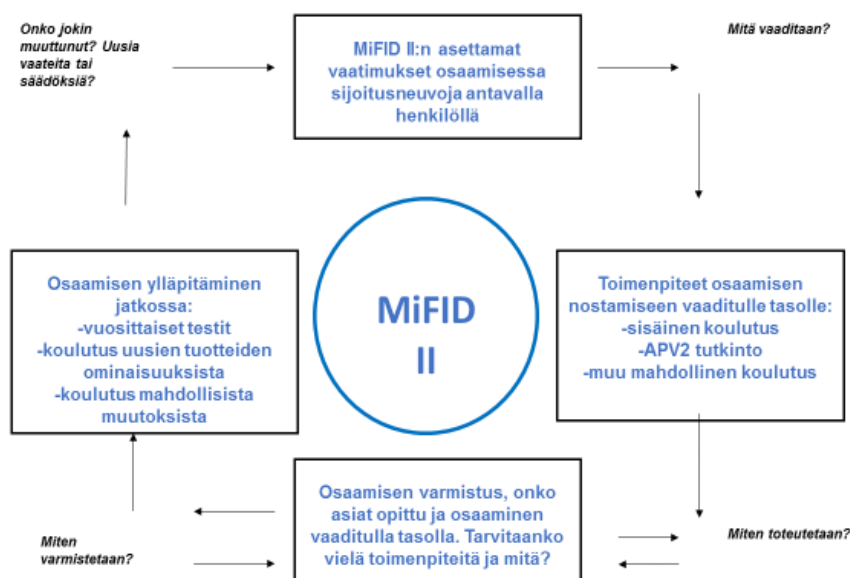 Onko jokin
muuttunut? Uusia
vaateita tai
säädöksiä?
MiFID II:n asettamat
vaatimukset osaamisessa
sijoitusneuvoja antavalla
henkilöllä
Mitä vaaditaan?
Osaamisen ylläpitäminen
jatkossa:
-vuosittaiset testit
-koulutus uusien tuotteiden
ominaisuuksista
-koulutus mahdollisista
muutoksista
MiFID
II
Toimenpiteet osaamisen
nostamiseen vaaditulle tasolle:
-sisäinen koulutus
-APV2 tutkinto
-muu mahdollinen koulutus
Miten
varmistetaan?
Osaamisen varmistus, onko
asiat opittu ja osaaminen
vaaditulla tasolla. Tarvitaanko
vielä toimenpiteitä ja mitä?
Miten toteutetaan?